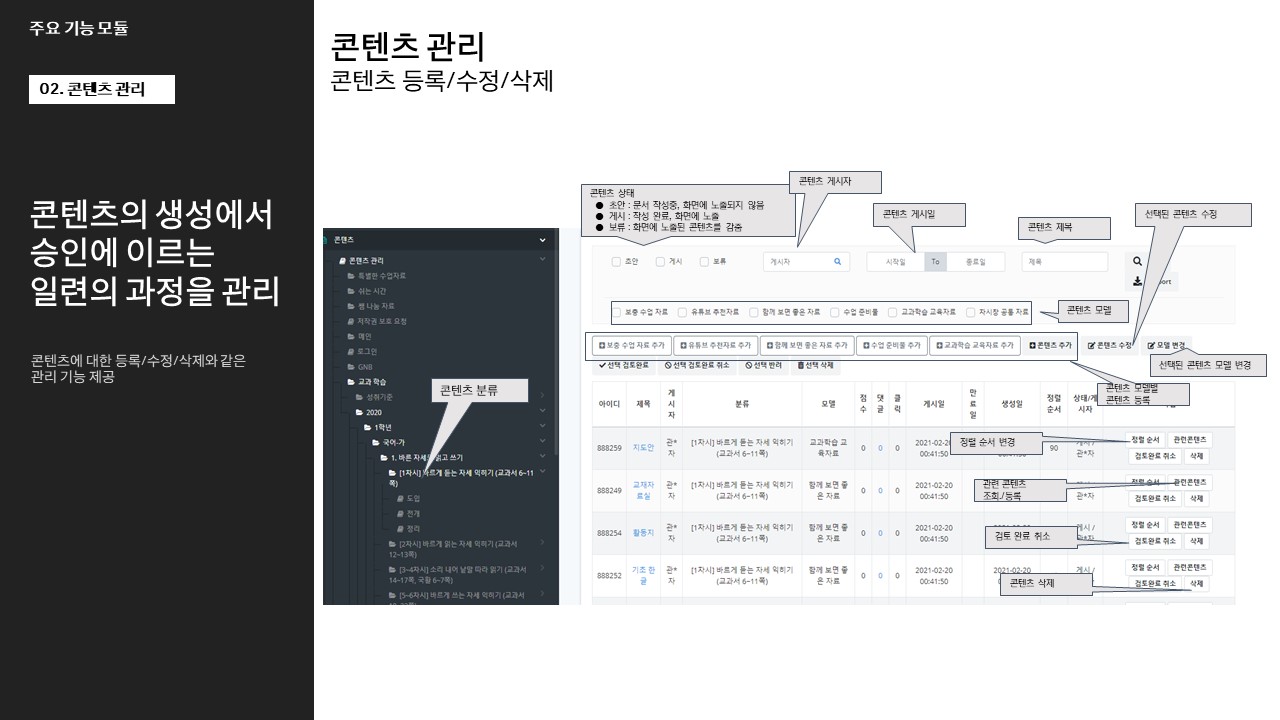 주요 기능 모듈
02. 콘텐츠 관리
콘텐츠의 생성에서
승인에 이르는
일련의 과정을 관리
콘텐츠에 대한 등록/수정/삭제와 같은
관리 기능 제공
콘텐츠 관리
콘텐츠 등록/수정/삭제
콘텐츠 상태
● 초안 : 문서 작성중, 화면에 노출되지 않음
● 게시 : 작성 완료, 화면에 노출
● 보류 : 화면에 노출된 콘텐츠를 감춤
콘텐츠 게시자
콘텐츠 게시일
콘텐츠 제목
선택된 콘텐츠 수정
콘텐츠
콘텐츠 관리
특별한 수업자료
쉬는 시간
쌤 나눔 자료
저작권 보호 요청
메인
로그인
GNB
교과 학습
성취기준
2020
1학년
국어-가
1. 바른 자세로 읽고 쓰기
[1차시] 바르게 듣는 자세 익히기 (교과서 6~11
쪽)
도입
전개
정리
[2차시] 바르게 읽는 자세 익히기 (교과서
12~13쪽)
[3~4차시] 소리 내어 낱말 따라 읽기 (교과서
14~17쪽, 국활 6~7쪽)
[5~6차시] 바르게 쓰는 자세 익히기 (교과서
콘텐츠 분류
초안 게시 보류 게시자 시작일 To 종료일 제목
port
보충 수업 자료 유튜브 추천자료 함께 보면 좋은 자료 수업 준비물 교과학습 교육자료 차시창 공통 자료
콘텐츠 모델
보충 수업 자료 추가 유튜브 추천자료 추가 함께 보면 좋은 자료 추가 수업 준비물 추가 교과학습 교육자료 추가 콘텐츠 추가 콘텐츠 수정 모델 변경
선택 검토완료 선택 검토완료 취소 선택 반려 선택 삭제
선택된 콘텐츠 모델 변경
콘텐츠 모델별
콘텐츠 등록
아이디 제목 게시자 분류 모델 점수 댓글 클릭 게시일 만료일 생성일 정렬순서 상태/게시자
888259 지도안 관*자 [1차시] 바르게 듣는 자세 익히기 (교과서 6~11쪽) 교과학습 교육자료 0 0 0 2021-02-20 00:41:50 90 관*자 정렬 순서 관련콘텐츠 검토완료 취소 삭제
정렬 순서 변경
888249 교재자료실 관*자 [1차시] 바르게 듣는 자세 익히기 (교과서 6~11쪽) 함께 보면 좋은 자료 0 0 0 2021-02-20 00:41:50 관*자 정렬 순서 관련콘텐츠 검토완료 취소 삭제
관련 콘텐츠
조회/등록
888254 활동지 관*자 [1차시] 바르게 듣는 자세 익히기 (교과서 6~11쪽) 함께 보면 좋은 자료 0 0 0 2021-02-20 00:41:50 게시 / 관*자 정렬 순서 관련콘텐츠 검토완료 취소 삭제
검토 완료 취소
888252 기초 한글 관*자 [1차시] 바르게 듣는 자세 익히기 (교과서 6~11쪽) 함께 보면 좋은 자료 0 0 0 2021-02-20 00:41:50 2021-02-20 게시 / 정렬 순서 관련콘텐츠 검토완료 취소 삭제
콘텐츠 삭제